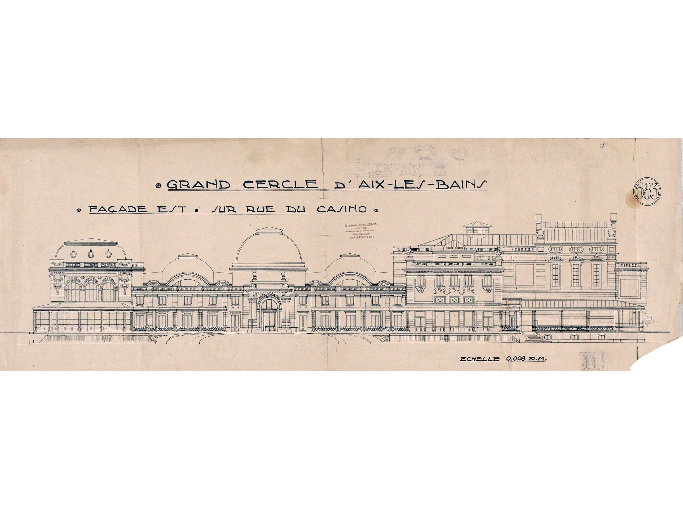 GRAND CERCLE D'AIX-LES-BAINS
FAÇADE EST • SUR RUE DU CASINO
ECHELLE 0,008 P.M.